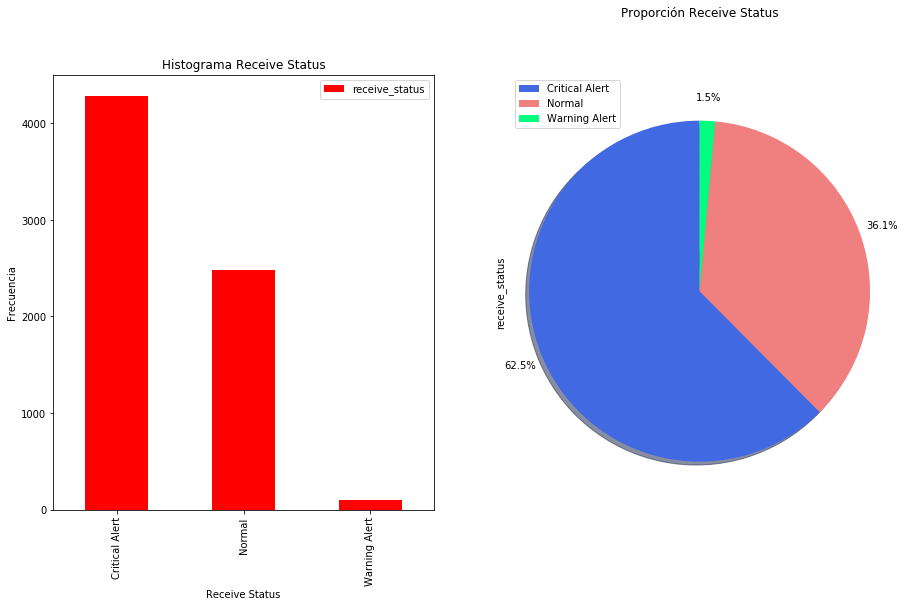 Histograma Receive Status
receive_status
4000
3000
2000
1000
0
Frecuencia
Critical Alert
Normal
Warning Alert
Receive Status
Proporción Receive Status
Critical Alert
Normal
Warning Alert
1.5%
36.1%
62.5%
receive_status